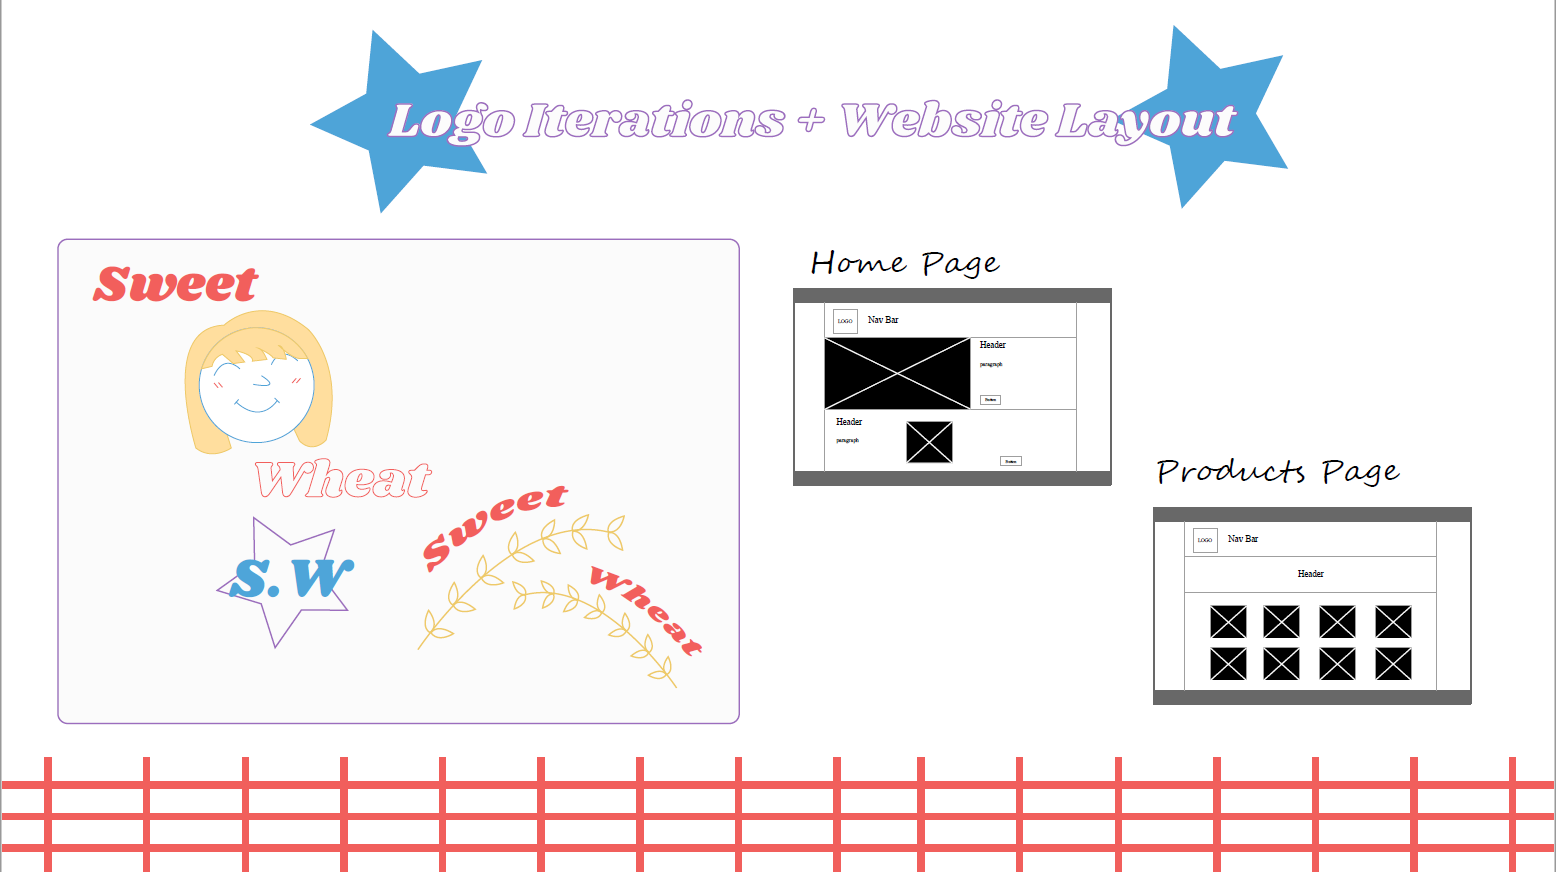 Logo Iterations + Website Layout
Sweet
Wheat
S.W
Sweet
Wheat
Home Page
LOGO
Nav Bar
Header
paragraph
Button
Header
paragraph
Button
Products Page
LOGO
Nav Bar
Header